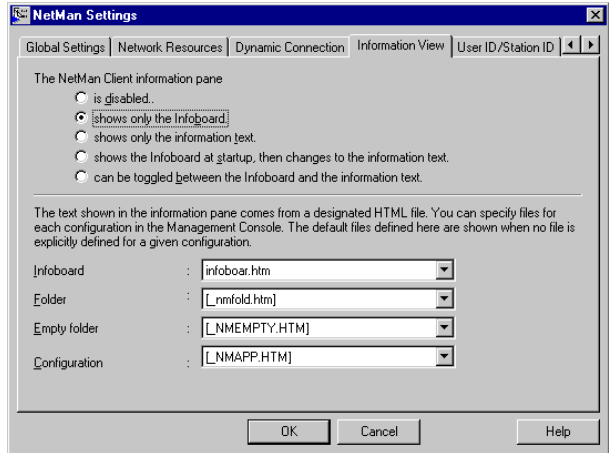 NetMan Settings
Global Settings Network Resources Dynamic Connection Information View User ID/Station ID
The NetMan Client information pane
is disabled..
shows only the Infoboard.
shows only the information text.
shows the Infoboard at startup, then changes to the information text.
can be toggled between the Infoboard and the information text.
The text shown in the information pane comes from a designated HTML file. You can specify files for
each configuration in the Management Console. The default files defined here are shown when no file is
explicitly defined for a given configuration.
Infoboard : infoboar.htm
Folder : [_nmfold.htm]
Empty folder : [_NMEMPTY.HTM]
Configuration : [_NMAPP.HTM]
OK Cancel Help